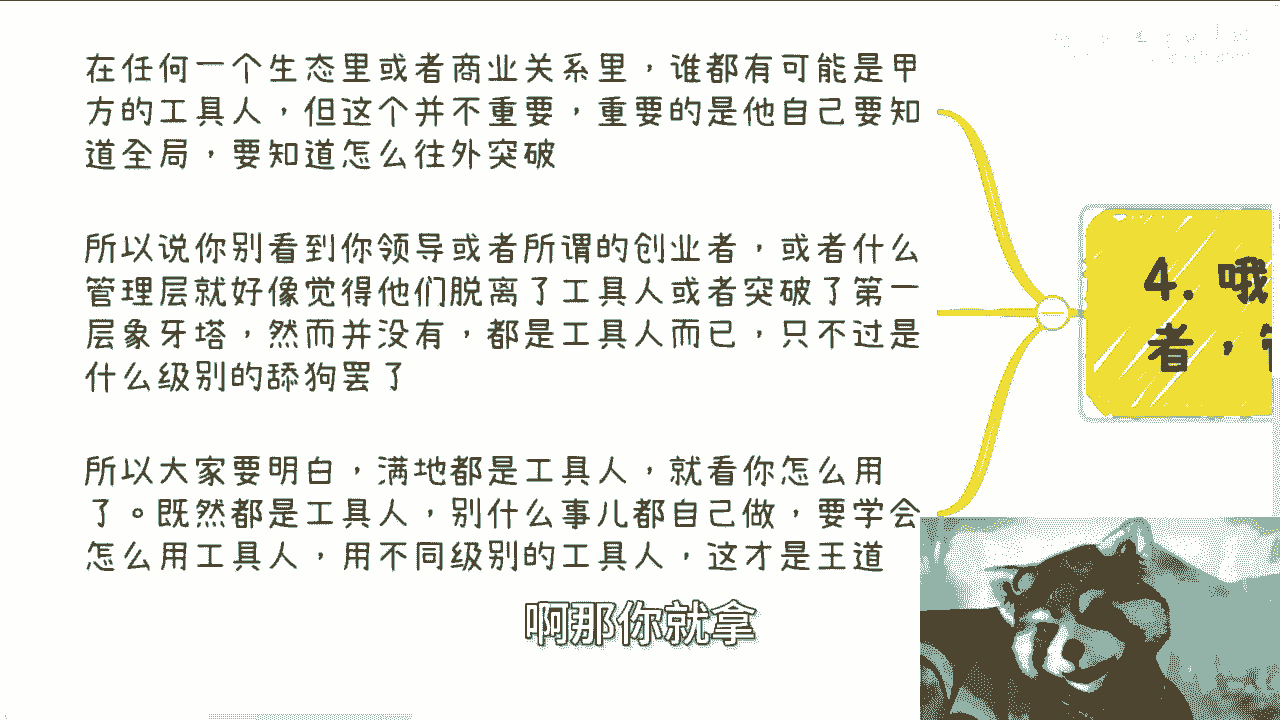 在任何一个生态里或者商业关系里，谁都有可能是甲
方的工具人，但这个并不重要，重要的是他自己要知
道全局，要知道怎么往外突破
所以说你别看到你领导或者所谓的创业者，或者什么
管理层就好像觉得他们脱离了工具人或者突破了第一
层象牙塔，然而并没有，都是工具人而已，只不过是
什么级别的舔狗罢了
所以大家要明白，满地都是工具人，就看你怎么用
了。既然都是工具人，别什么事儿都自己做，要学会
怎么用工具人，用不同级别的工具人，这才是王道
4. 哦
者，
啊那你就拿